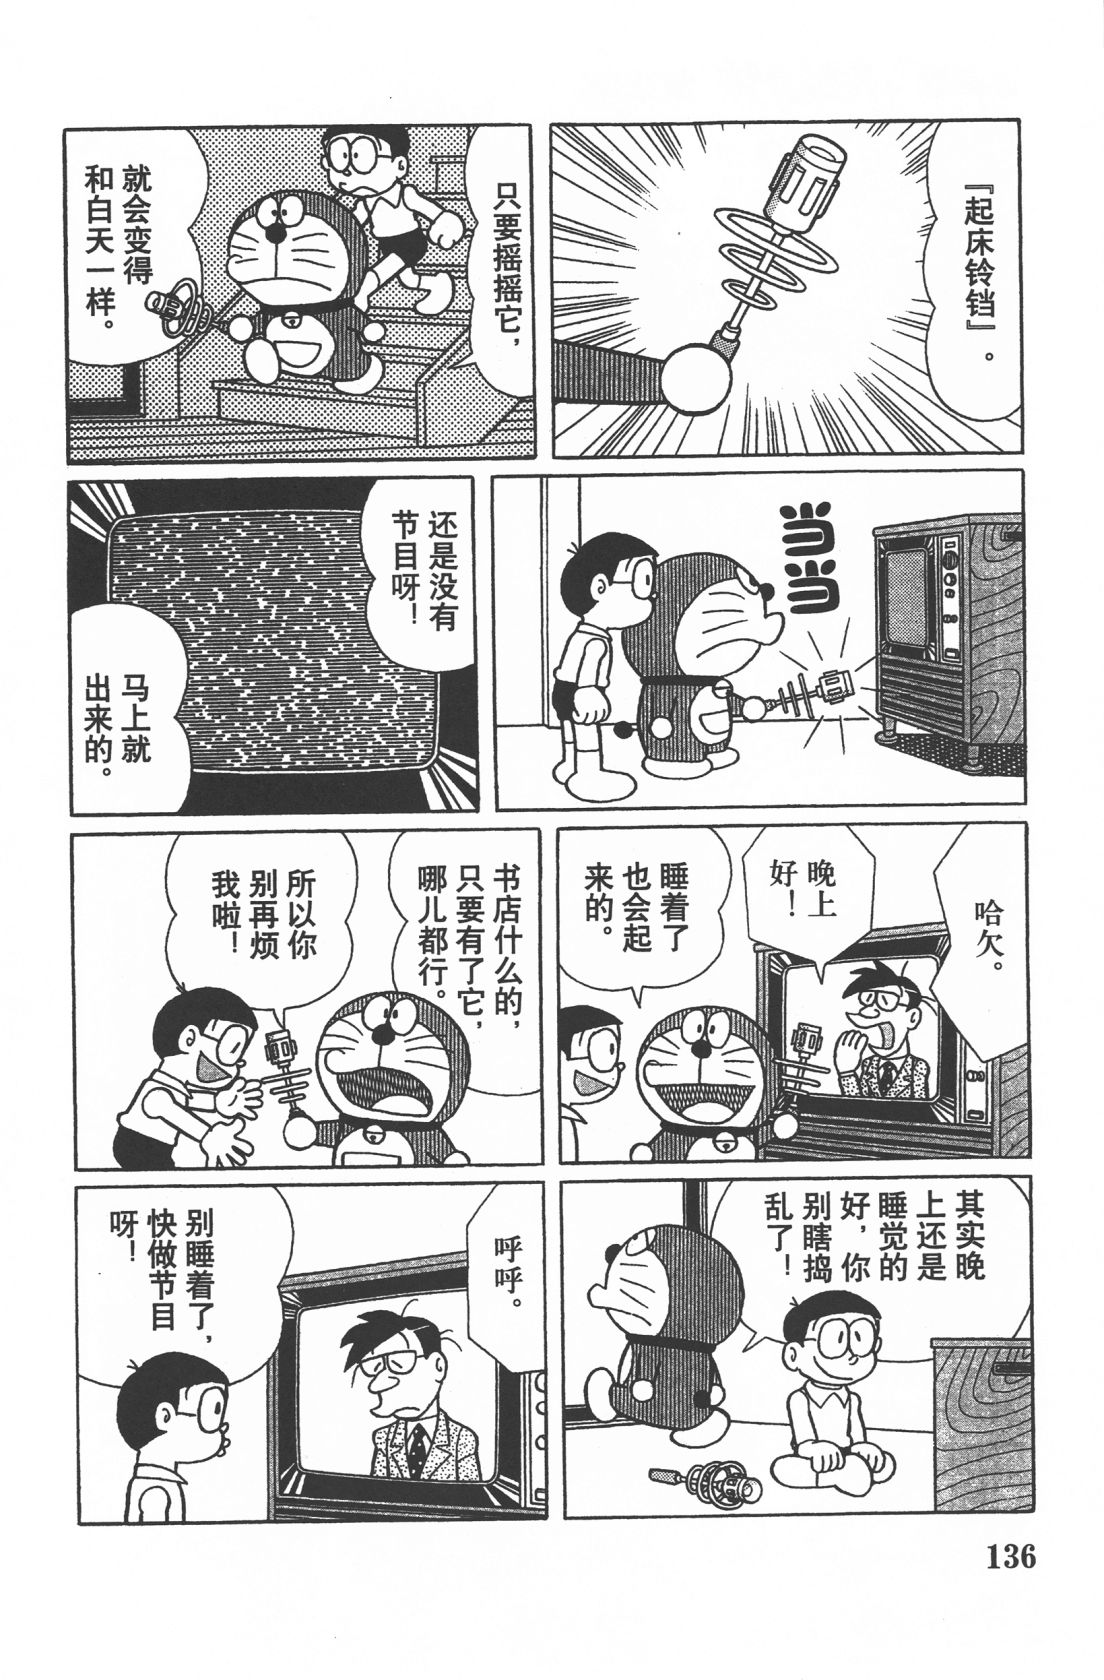 『起床铃铛』。
只要摇摇它，
就会变得
和白天一样。
当当
还是没有
节目呀！
马上就
出来的。
哈欠。
晚上
好！
睡着了
也会起
来的。
书店什么的，
只要有了它，
哪儿都行。
所以你
别再烦
我啦！
其实晚
上还是
睡觉的
好，你
别瞎捣
乱了！
呼呼。
别睡着了，
快做节目
呀！
136